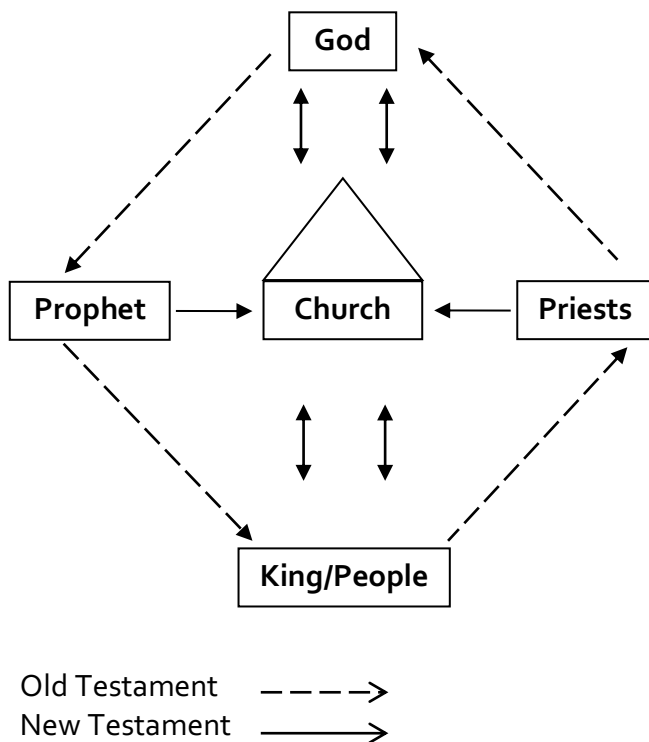 God
Prophet
Church
Priests
King/People
Old Testament
New Testament